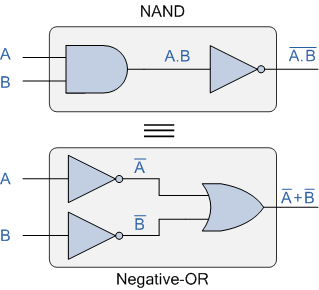 NAND
A
A.B
A̅.̅B̅
B
≡
A
A̅
A̅+B̅
B̅
B
Negative-OR